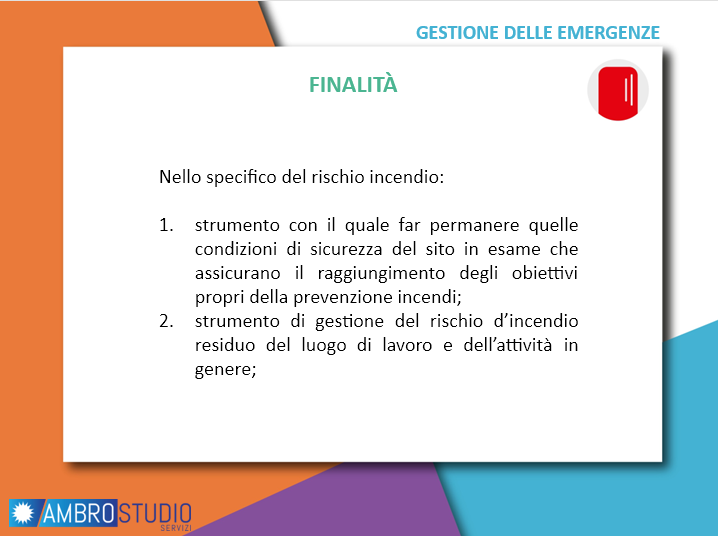 GESTIONE DELLE EMERGENZE
FINALITÀ
Nello specifico del rischio incendio:
1. strumento con il quale far permanere quelle
condizioni di sicurezza del sito in esame che
assicurano il raggiungimento degli obiettivi
propri della prevenzione incendi;
2. strumento di gestione del rischio d’incendio
residuo del luogo di lavoro e dell’attività in
genere;
AMBROSTUDIO
SERVIZI